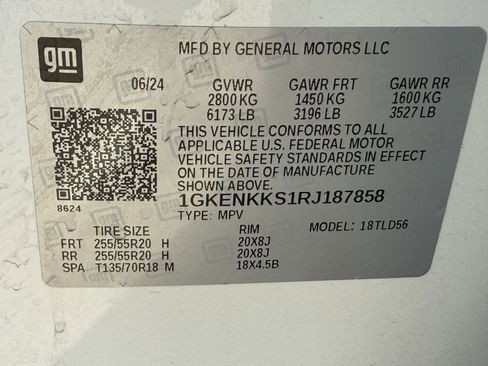 gm
MFD BY GENERAL MOTORS LLC
06/24 GVWR GAWR FRT GAWR RR
2800 KG 1450 KG 1600 KG
6173 LB 3196 LB 3527 LB
THIS VEHICLE CONFORMS TO ALL
APPLICABLE U.S. FEDERAL MOTOR
VEHICLE SAFETY STANDARDS IN EFFECT
ON THE DATE OF MANUFACTURE
SHOWN ABOVE.
1GKENKKS1RJ187858
8624
TYPE: MPV MODEL: 18TLD56
TIRE SIZE RIM
FRT 255/55R20 H 20X8J
RR 255/55R20 H 20X8J
SPA T135/70R18 M 18X4.5B